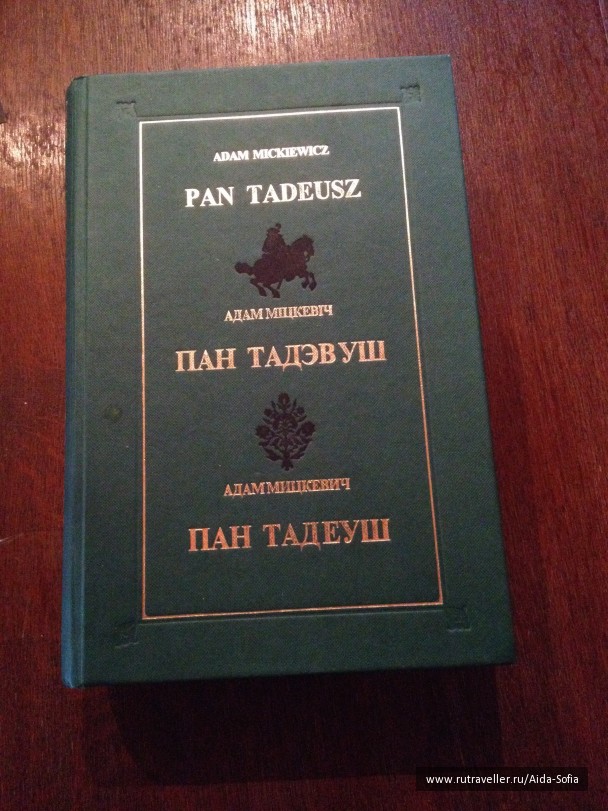 ADAM MICKIEWICZ
PAN TADEUSZ
АДАМ МІЦКЕВІЧ
ПАН ТАДЭВУШ
АДАМ МИЦКЕВИЧ
ПАН ТАДЕУШ
www.rutraveller.ru/Aida-Sofia